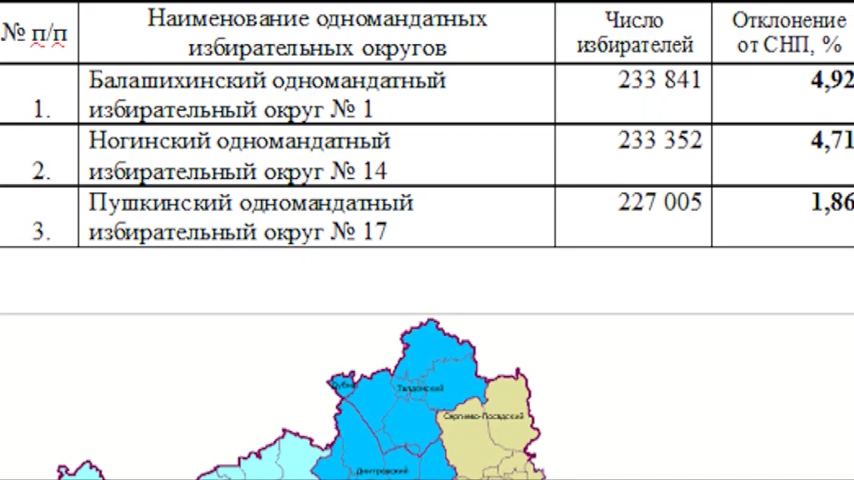 № п/п
Наименование одномандатных
избирательных округов
Число
избирателей
Отклонение
от СНП, %
1.
Балашихинский одномандатный
избирательный округ № 1
233 841
4,92
2.
Ногинский одномандатный
избирательный округ № 14
233 352
4,71
3.
Пушкинский одномандатный
избирательный округ № 17
227 005
1,86
Дубна
Талдомский
Сергиево-Посадский
Дмитровский